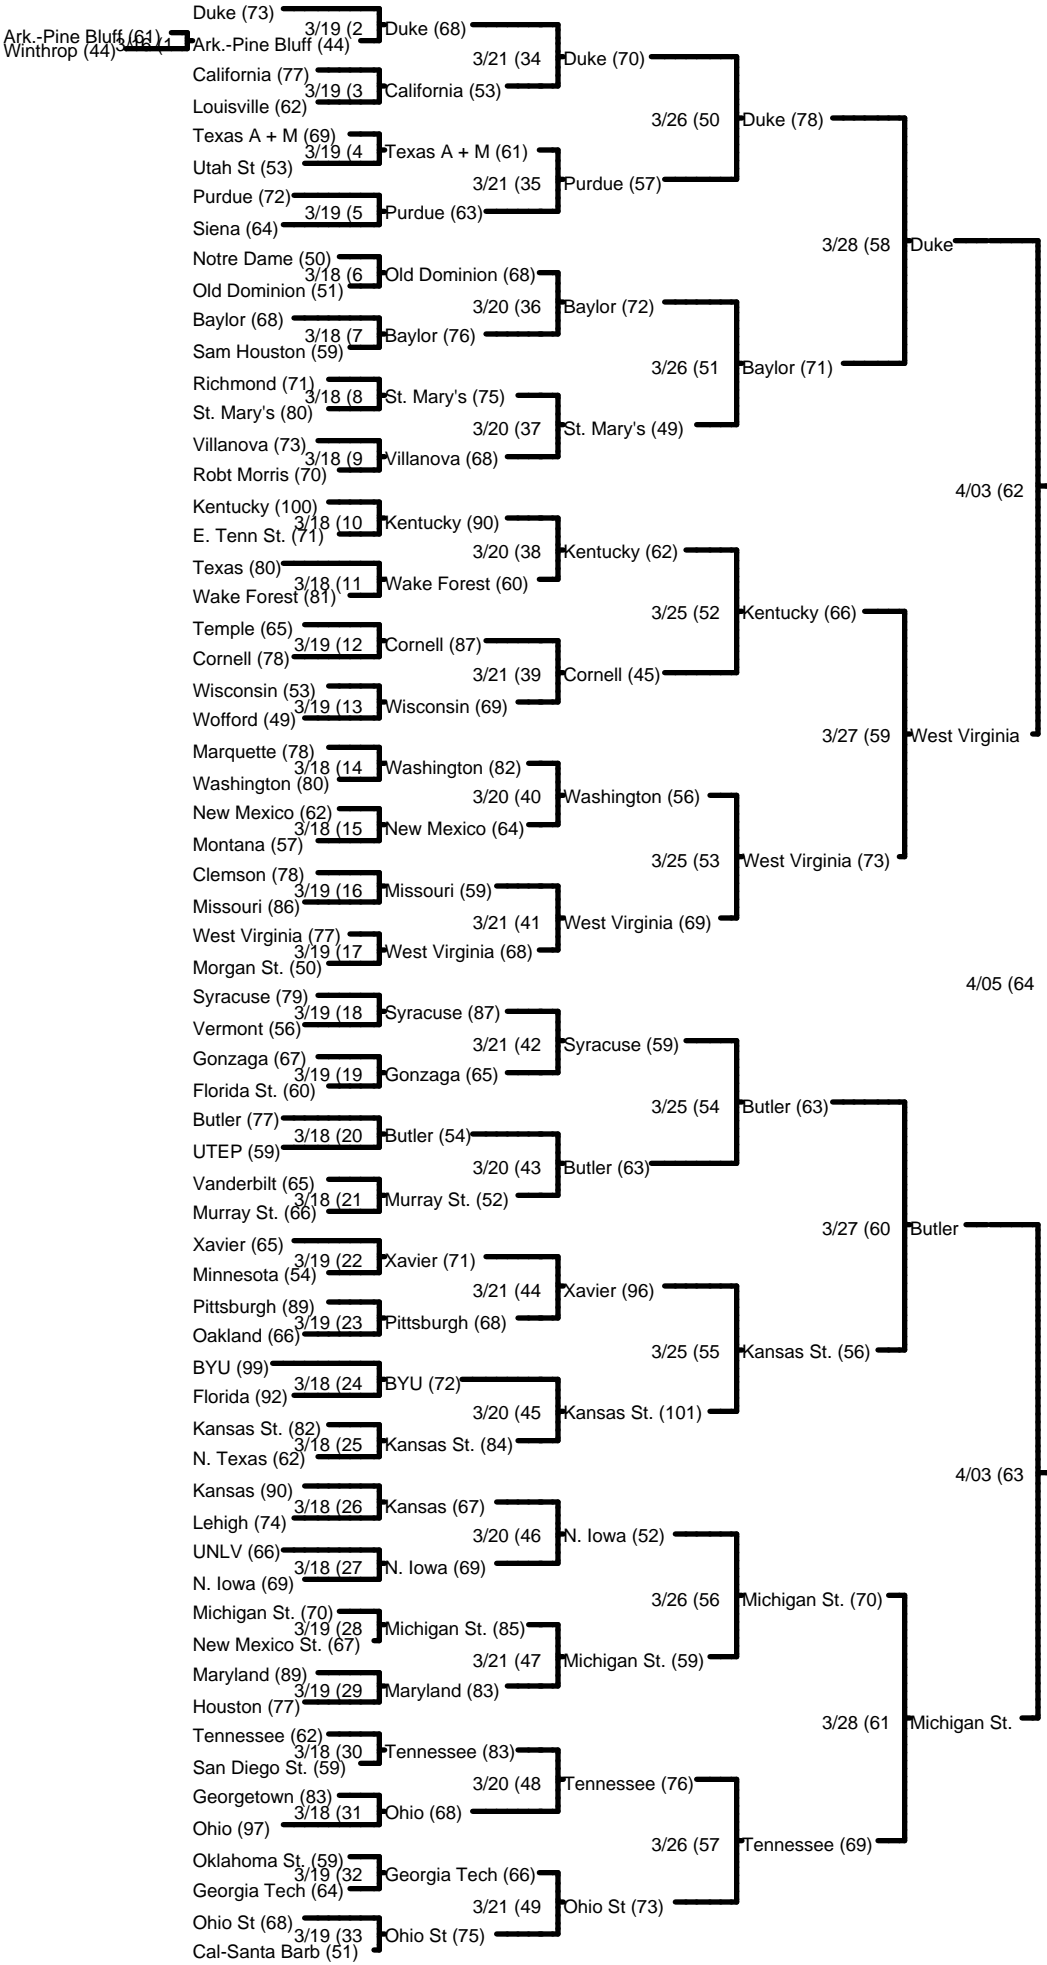 Duke (73)
3/19 (2
Duke (68)
Ark.-Pine Bluff (61)
3/16 (1
Winthrop (44)
Ark.-Pine Bluff (44)
3/21 (34
Duke (70)
California (77)
3/19 (3
California (53)
Louisville (62)
3/26 (50
Duke (78)
Texas A + M (69)
3/19 (4
Texas A + M (61)
Utah St (53)
3/21 (35
Purdue (57)
Purdue (72)
3/19 (5
Purdue (63)
Siena (64)
3/28 (58
Duke
Notre Dame (50)
3/18 (6
Old Dominion (68)
Old Dominion (51)
3/20 (36
Baylor (72)
Baylor (68)
3/18 (7
Baylor (76)
Sam Houston (59)
3/26 (51
Baylor (71)
Richmond (71)
3/18 (8
St. Mary's (75)
St. Mary's (80)
3/20 (37
St. Mary's (49)
Villanova (73)
3/18 (9
Villanova (68)
Robt Morris (70)
4/03 (62
Kentucky (100)
3/18 (10
Kentucky (90)
E. Tenn St. (71)
3/20 (38
Kentucky (62)
Texas (80)
3/18 (11
Wake Forest (60)
Wake Forest (81)
3/25 (52
Kentucky (66)
Temple (65)
3/19 (12
Cornell (87)
Cornell (78)
3/21 (39
Cornell (45)
Wisconsin (53)
3/19 (13
Wisconsin (69)
Wofford (49)
3/27 (59
West Virginia
Marquette (78)
3/18 (14
Washington (82)
Washington (80)
3/20 (40
Washington (56)
New Mexico (62)
3/18 (15
New Mexico (64)
Montana (57)
3/25 (53
West Virginia (73)
Clemson (78)
3/19 (16
Missouri (59)
Missouri (86)
3/21 (41
West Virginia (69)
West Virginia (77)
3/19 (17
West Virginia (68)
Morgan St. (50)
4/05 (64
Syracuse (79)
3/19 (18
Syracuse (87)
Vermont (56)
3/21 (42
Syracuse (59)
Gonzaga (67)
3/19 (19
Gonzaga (65)
Florida St. (60)
3/25 (54
Butler (63)
Butler (77)
3/18 (20
Butler (54)
UTEP (59)
3/20 (43
Butler (63)
Vanderbilt (65)
3/18 (21
Murray St. (52)
Murray St. (66)
3/27 (60
Butler
Xavier (65)
3/19 (22
Xavier (71)
Minnesota (54)
3/21 (44
Xavier (96)
Pittsburgh (89)
3/19 (23
Pittsburgh (68)
Oakland (66)
3/25 (55
Kansas St. (56)
BYU (99)
3/18 (24
BYU (72)
Florida (92)
3/20 (45
Kansas St. (101)
Kansas St. (82)
3/18 (25
Kansas St. (84)
N. Texas (62)
4/03 (63
Kansas (90)
3/18 (26
Kansas (67)
Lehigh (74)
3/20 (46
N. Iowa (52)
UNLV (66)
3/18 (27
N. Iowa (69)
N. Iowa (69)
3/26 (56
Michigan St. (70)
Michigan St. (70)
3/19 (28
Michigan St. (85)
New Mexico St. (67)
3/21 (47
Michigan St. (59)
Maryland (89)
3/19 (29
Maryland (83)
Houston (77)
3/28 (61
Michigan St.
Tennessee (62)
3/18 (30
Tennessee (83)
San Diego St. (59)
3/20 (48
Tennessee (76)
Georgetown (83)
3/18 (31
Ohio (68)
Ohio (97)
3/26 (57
Tennessee (69)
Oklahoma St. (59)
3/19 (32
Georgia Tech (66)
Georgia Tech (64)
3/21 (49
Ohio St (73)
Ohio St (68)
3/19 (33
Ohio St (75)
Cal-Santa Barb (51)